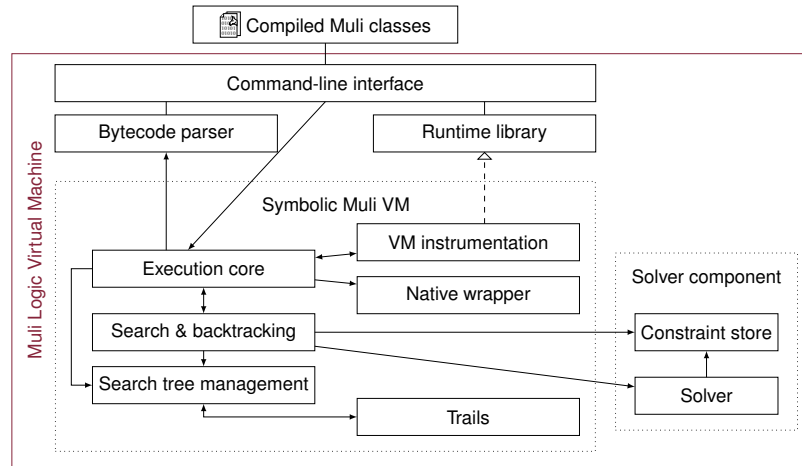 Compiled Muli classes
Command-line interface
Bytecode parser
Runtime library
Muli Logic Virtual Machine
Symbolic Muli VM
VM instrumentation
Execution core
Native wrapper
Solver component
Search & backtracking
Constraint store
Search tree management
Solver
Trails